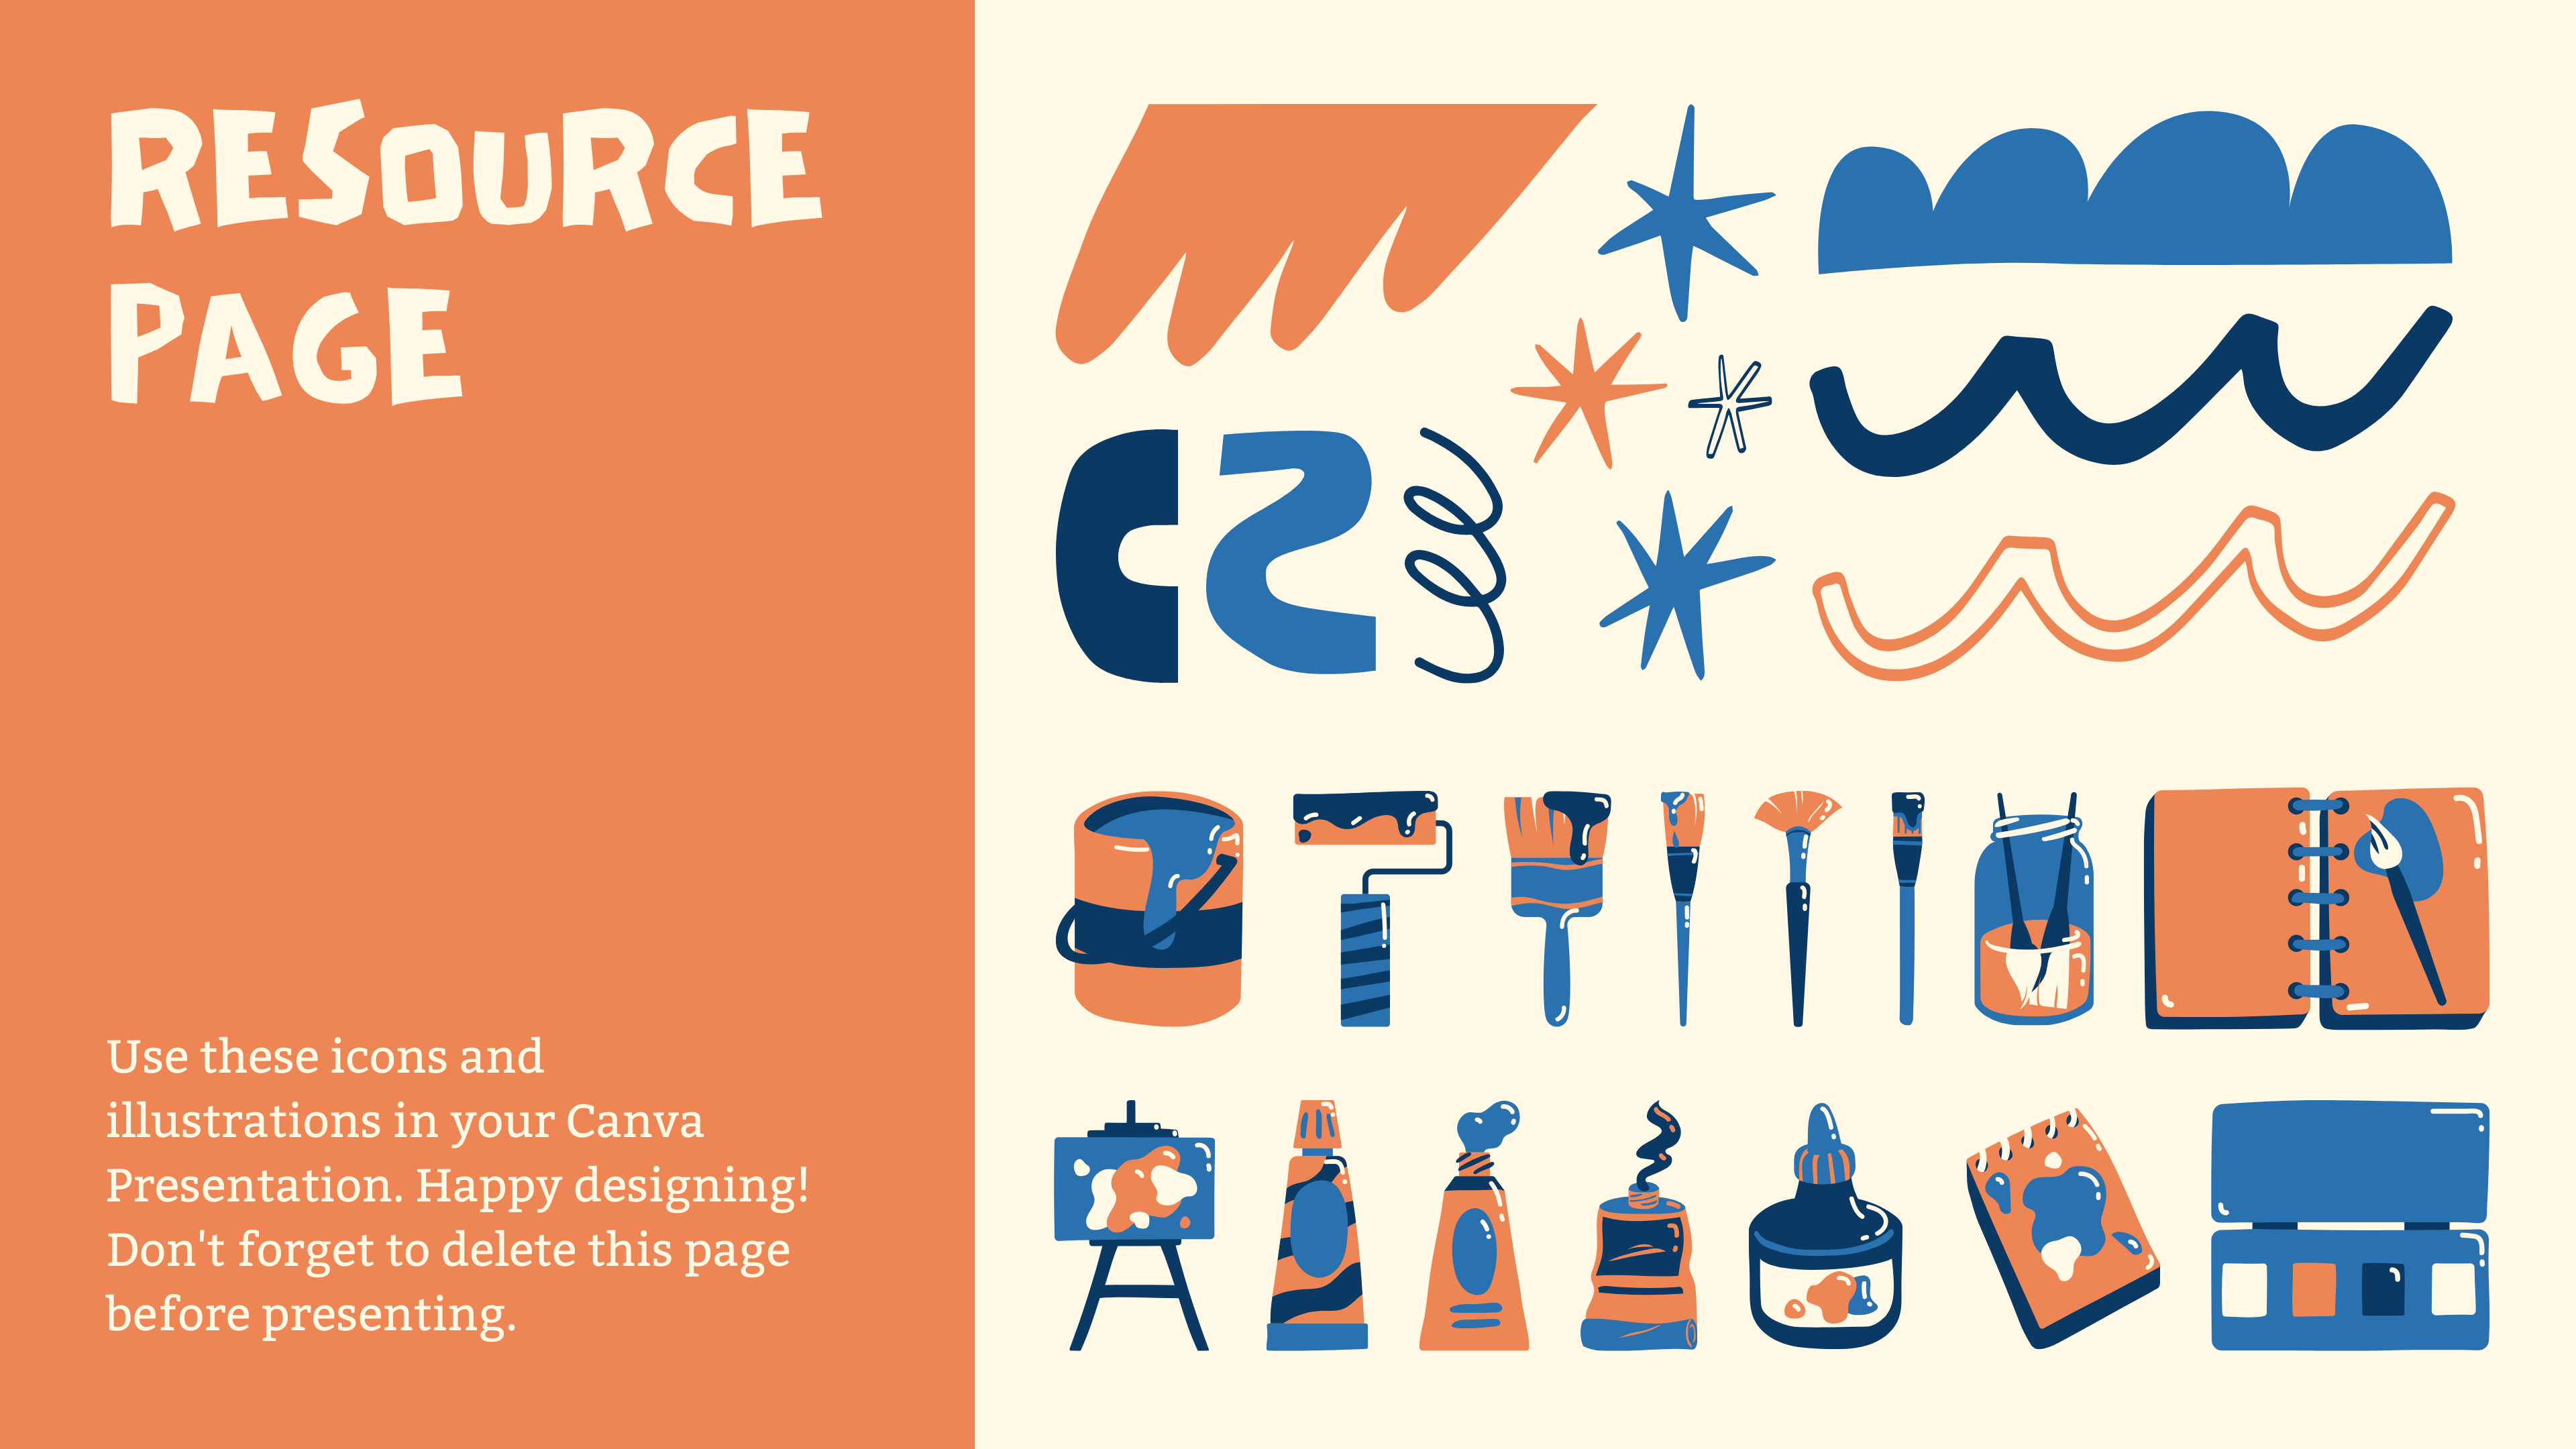 RESOURCE
PAGE
Use these icons and
illustrations in your Canva
Presentation. Happy designing!
Don't forget to delete this page
before presenting.